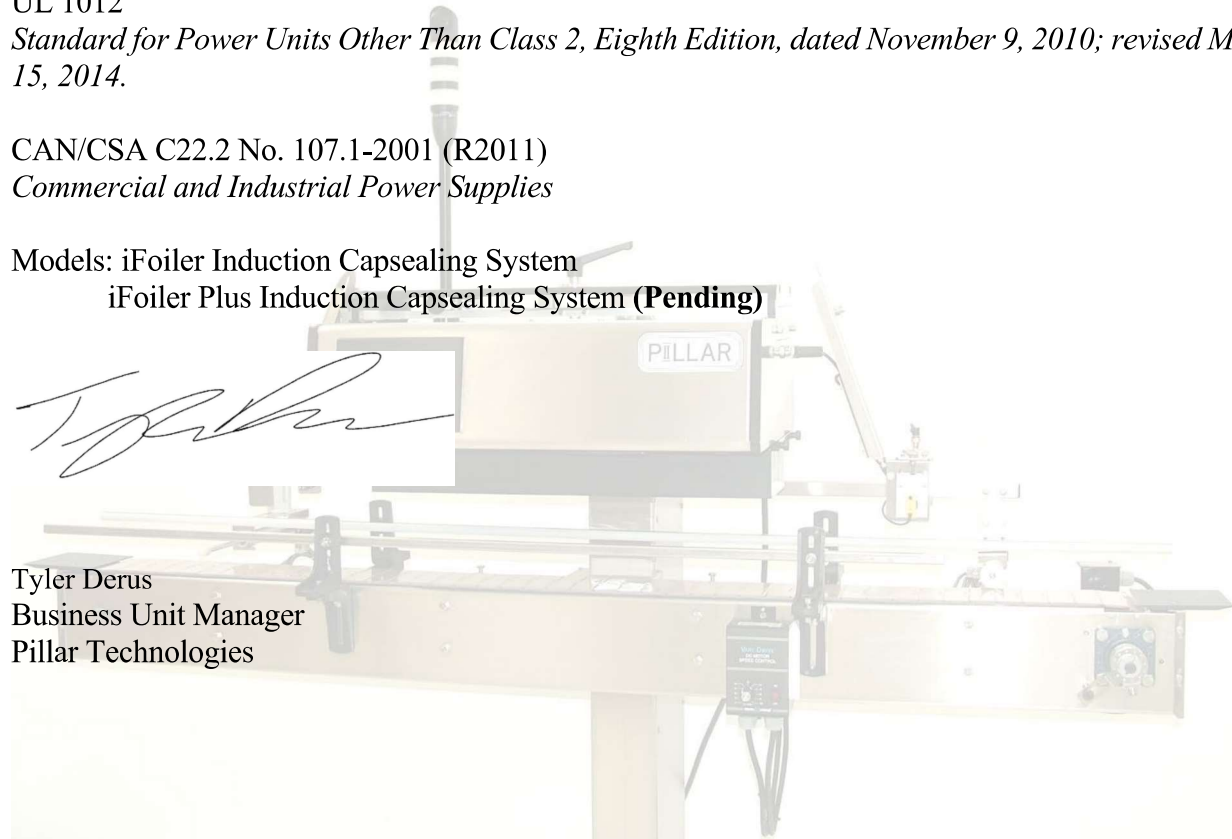 UL 1012
Standard for Power Units Other Than Class 2, Eighth Edition, dated November 9, 2010; revised M
15, 2014.
CAN/CSA C22.2 No. 107.1-2001 (R2011)
Commercial and Industrial Power Supplies
Models: iFoiler Induction Capsealing System
iFoiler Plus Induction Capsealing System (Pending)
PILLAR
Tyler Derus
Business Unit Manager
Pillar Technologies